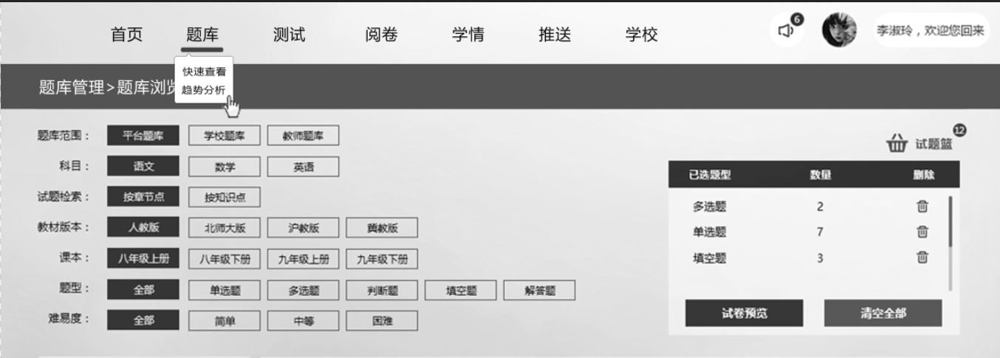 首页 题库 测试 阅卷 学情 推送 学校 6 李淑玲，欢迎您回来
快速查看
趋势分析
题库管理>题库浏
题库范围： 平台题库 学校题库 教师题库
试题篮 12
科目： 语文 数学 英语
试题检索： 按章节点 按知识点
教材版本： 人教版 北师大版 沪教版 冀教版
课本： 八年级上册 八年级下册 九年级上册 九年级下册
题型： 全部 单选题 多选题 判断题 填空题 解答题
难易度： 全部 简单 中等 困难
已选题型 数量 删除
多选题 2
单选题 7
填空题 3
试卷预览 清空全部